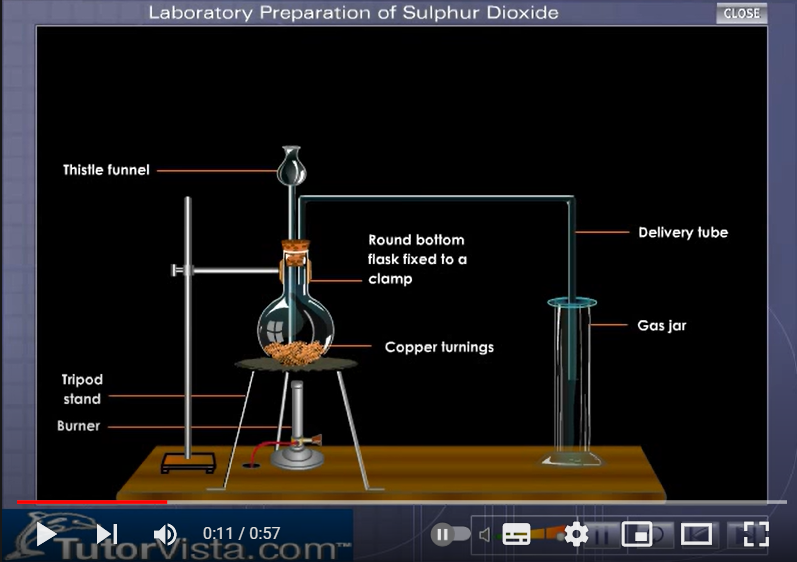 Laboratory Preparation of Sulphur Dioxide
CLOSE
Thistle funnel
Round bottom
flask fixed to a
clamp
Delivery tube
Gas jar
Copper turnings
Tripod
stand
Burner
0:11 / 0:57
TutorVista.com™